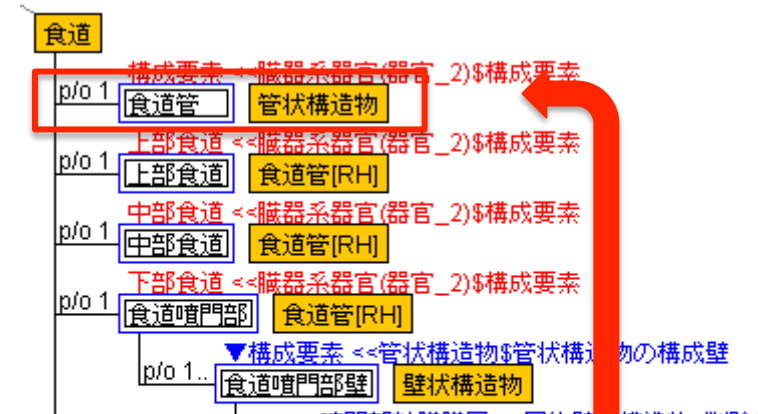 食道
構成要素 <<臓器系器官(器官_2)$構成要素
p/o 1 食道管 管状構造物
上部食道 <<臓器系器官(器官_2)$構成要素
p/o 1 上部食道 食道管[RH]
中部食道 <<臓器系器官(器官_2)$構成要素
p/o 1 中部食道 食道管[RH]
下部食道 <<臓器系器官(器官_2)$構成要素
p/o 1 食道噴門部 食道管[RH]
▼構成要素 <<管状構造物$管状構造物の構成壁
p/o 1.. 食道噴門部壁 壁状構造物